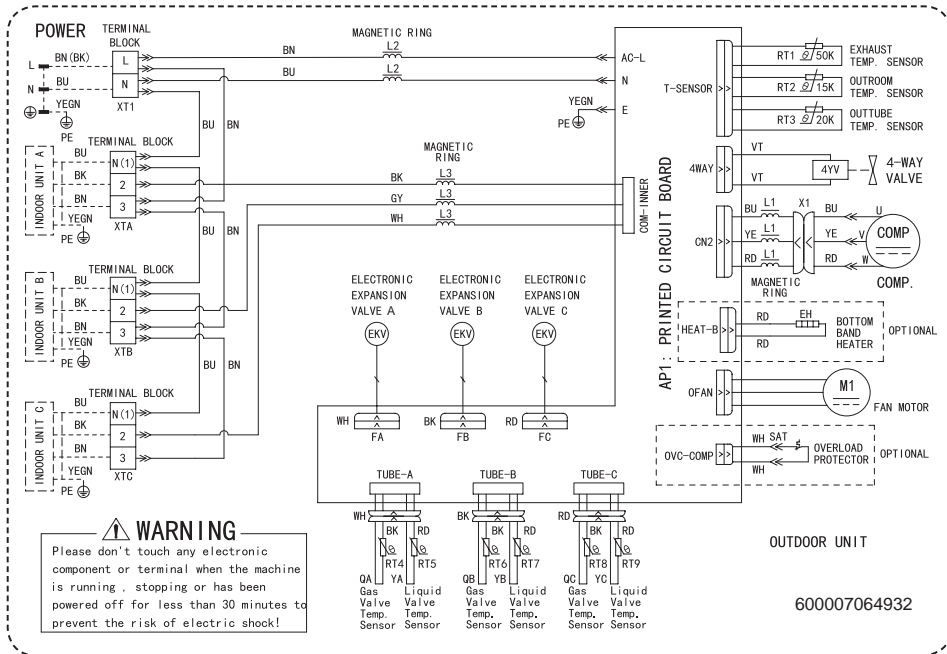 POWER
TERMINAL
BLOCK
L
BN(BK)
N
BU
YEGN
PE
L
N
XT1
BN
BU
MAGNETIC RING
L2
L2
AC-L
N
YEGN
PE
E
BU
BN
TERMINAL BLOCK
INDOOR UNIT A
BU
BK
BN
YEGN
PE
N(1)
2
3
XTA
MAGNETIC
RING
BK
L3
GY
L3
WH
L3
COM-INNER
BU
BN
TERMINAL BLOCK
INDOOR UNIT B
BU
BK
BN
YEGN
PE
N(1)
2
3
XTB
BU
BN
TERMINAL BLOCK
INDOOR UNIT C
BU
BK
BN
YEGN
PE
N(1)
2
3
XTC
ELECTRONIC
EXPANSION
VALVE A
ELECTRONIC
EXPANSION
VALVE B
ELECTRONIC
EXPANSION
VALVE C
EKV
EKV
EKV
WH
FA
BK
FB
RD
FC
AP1: PRINTED CIRCUIT BOARD
T-SENSOR
RT1
50K
EXHAUST
TEMP. SENSOR
RT2
15K
OUTROOM
TEMP. SENSOR
RT3
20K
OUTTUBE
TEMP. SENSOR
4WAY
VT
VT
4YV
4-WAY
VALVE
CN2
BU
L1
X1
BU
U
YE
L1
YE
V
RD
L1
RD
W
COMP
COMP.
MAGNETIC
RING
HEAT-B
RD
EH
RD
BOTTOM
BAND
HEATER
OPTIONAL
OFAN
M1
FAN MOTOR
OVC-COMP
WH
SAT
WH
OVERLOAD
PROTECTOR
OPTIONAL
TUBE-A
TUBE-B
TUBE-C
WH
BK
RD
RT4
RT5
QA
YA
Gas
Valve
Temp.
Sensor
Liquid
Valve
Temp.
Sensor
BK
BK
RD
RT6
RT7
QB
YB
Gas
Valve
Temp.
Sensor
Liquid
Valve
Temp.
Sensor
RD
BK
RD
RT8
RT9
QC
YC
Gas
Valve
Temp.
Sensor
Liquid
Valve
Temp.
Sensor
WARNING
Please don't touch any electronic
component or terminal when the machine
is running , stopping or has been
powered off for less than 30 minutes to
prevent the risk of electric shock!
OUTDOOR UNIT
600007064932